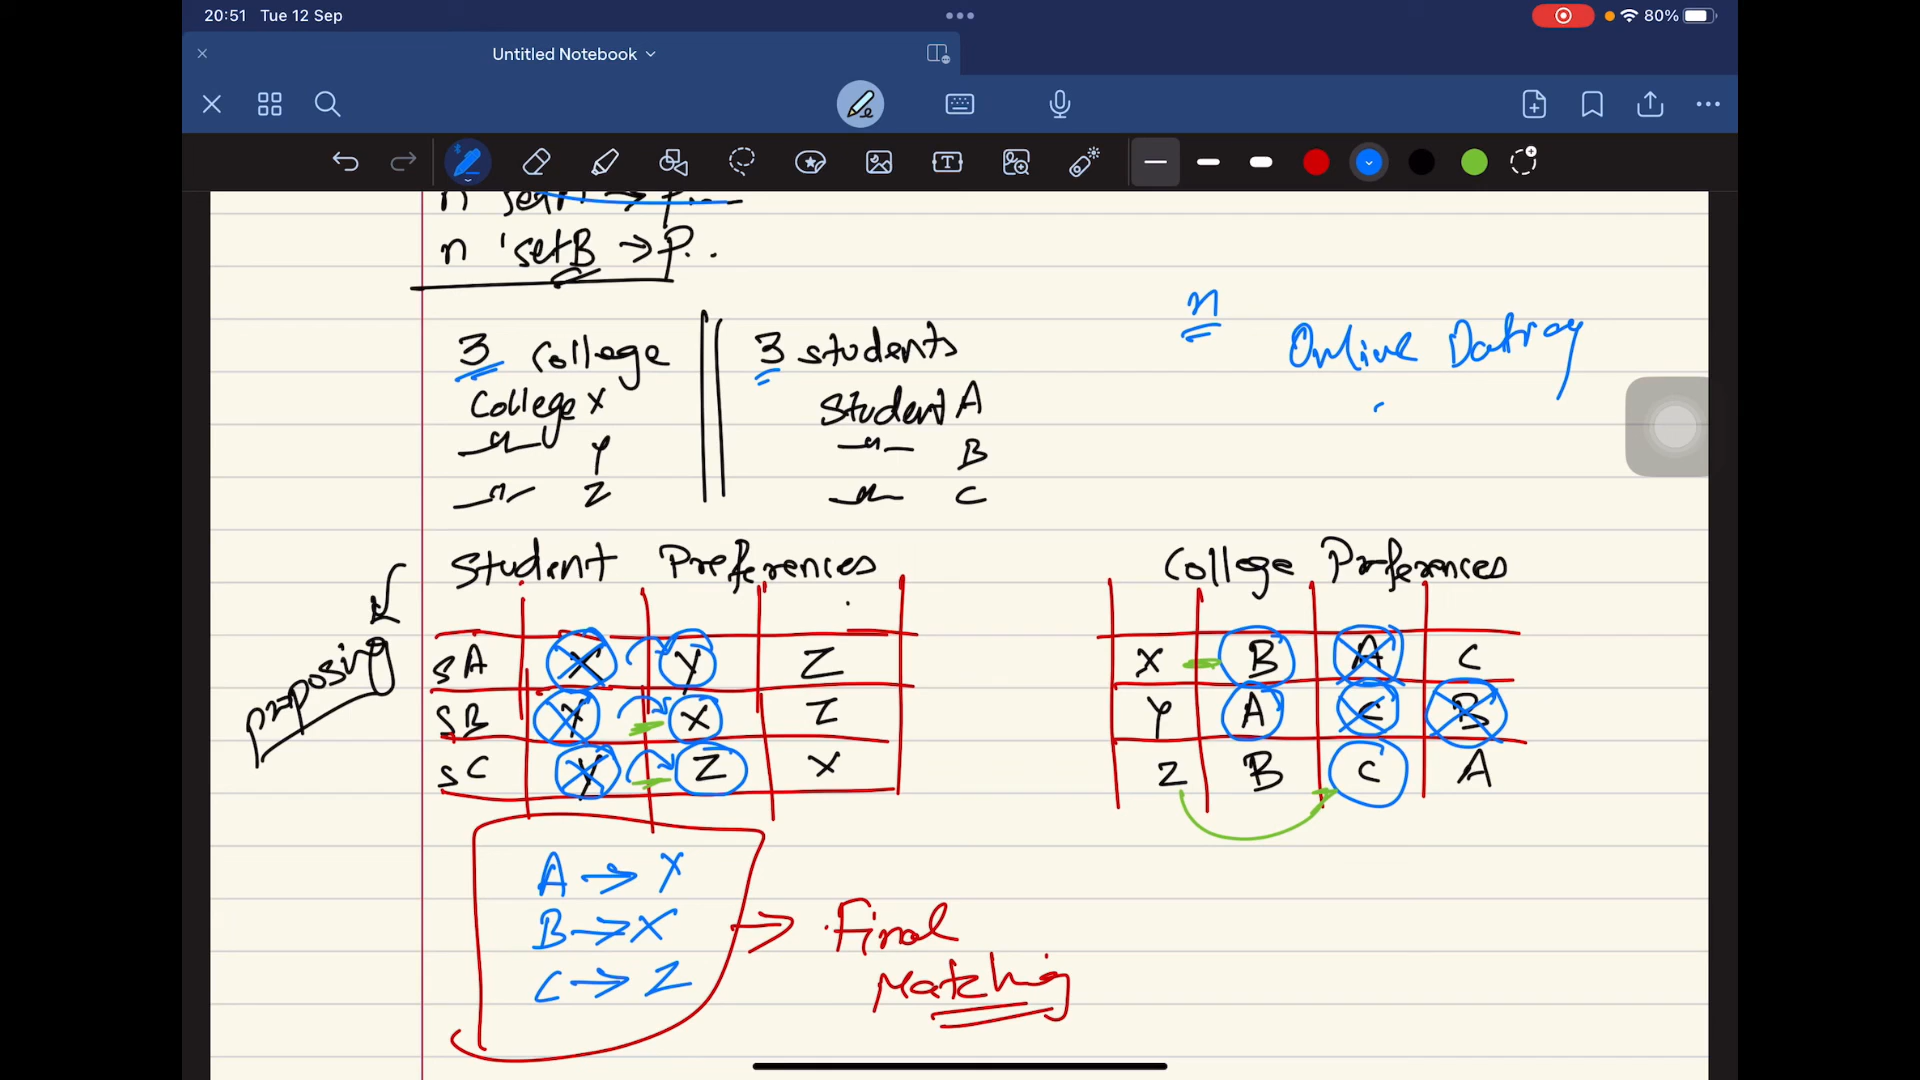 20:51 Tue 12 Sep
80%
Untitled Notebook
n 'setB → P..
3 College
3 students
n
Online Dating
College X
Student A
Y
B
Z
C
Student Preferences
College Preferences
proposing
sA X Y Z
X B A C
sB Y X Z
Y A C B
sC Y Z X
Z B C A
A → Y
B → X
C → Z
Final
Matching